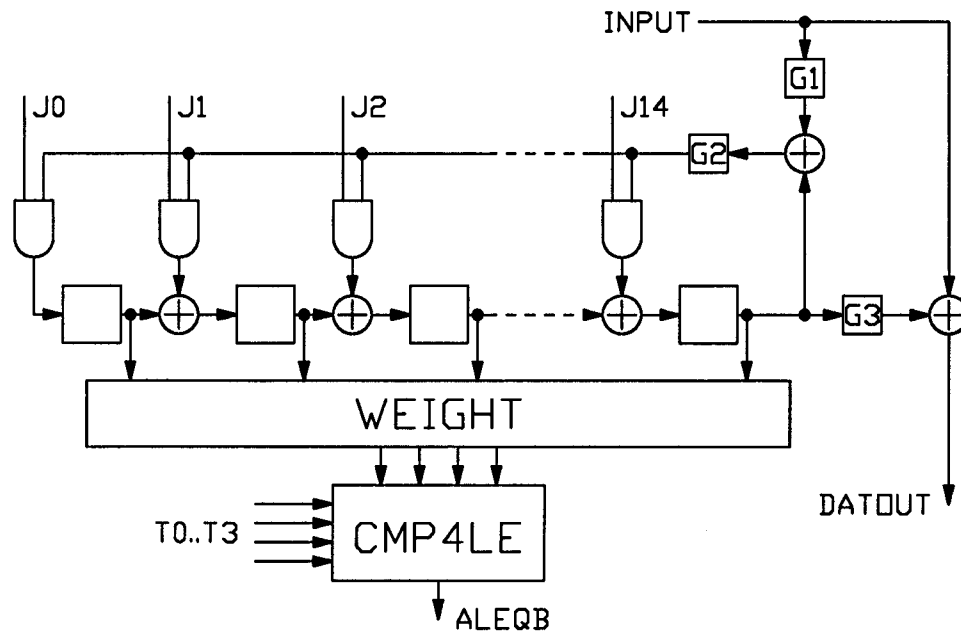 INPUT
G1
J0 J1 J2 J14
G2
G3
WEIGHT
T0..T3
CMP4LE
DATOUT
ALEQB